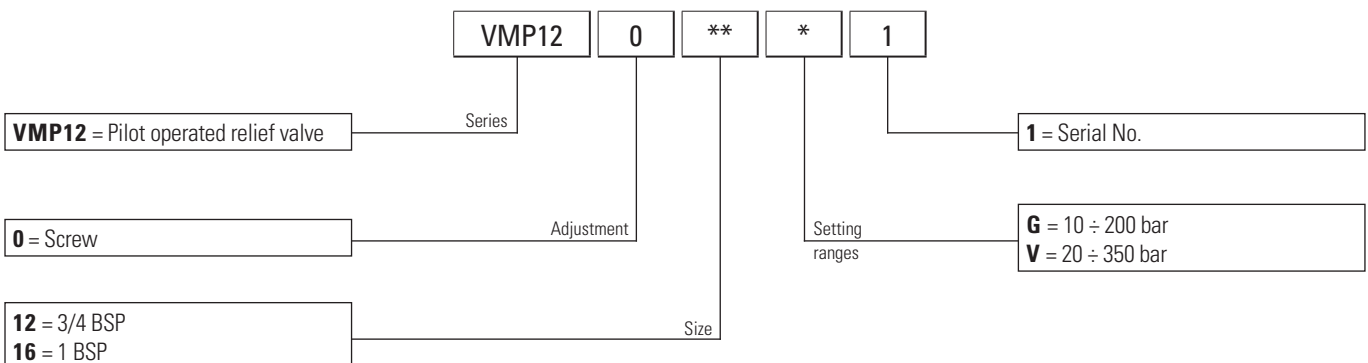 VMP12 0 ** * 1
VMP12 = Pilot operated relief valve
Series
1 = Serial No.
0 = Screw
Adjustment
Setting
ranges
G = 10 ÷ 200 bar
V = 20 ÷ 350 bar
12 = 3/4 BSP
16 = 1 BSP
Size